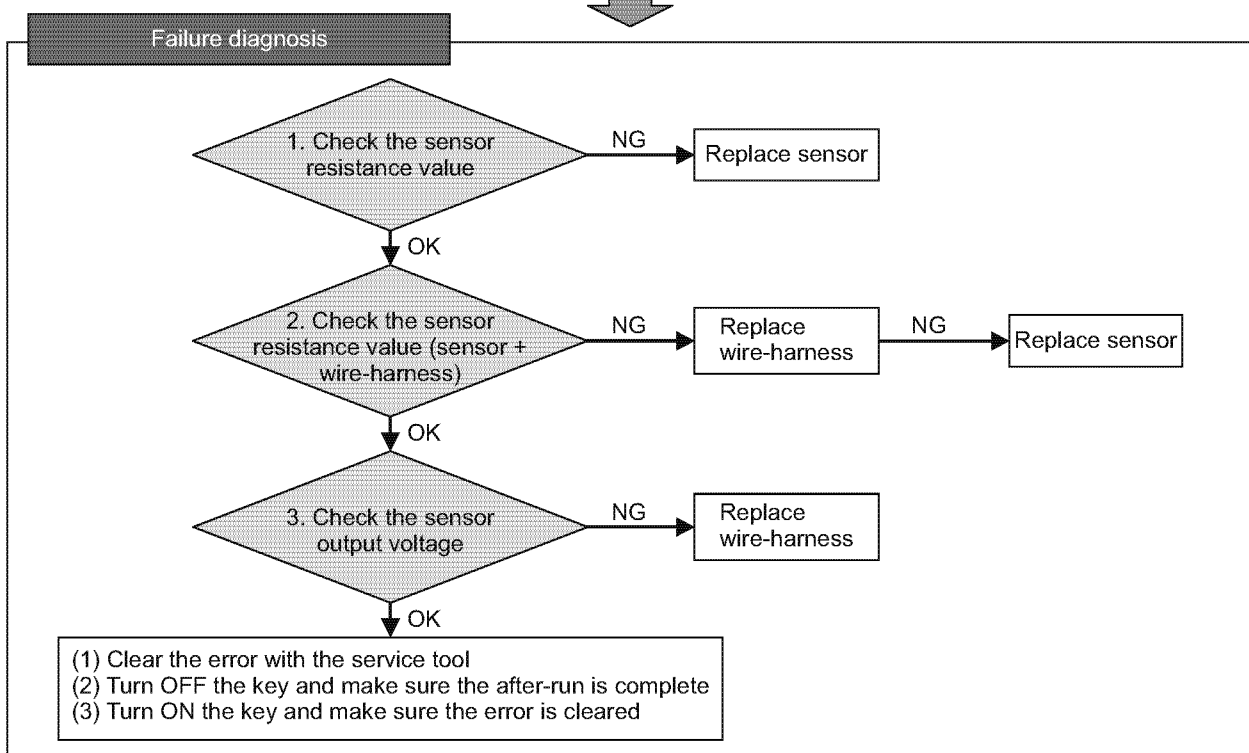 Failure diagnosis
1. Check the sensor
resistance value
NG
Replace sensor
OK
2. Check the sensor
resistance value (sensor +
wire-harness)
NG
Replace
wire-harness
NG
Replace sensor
OK
3. Check the sensor
output voltage
NG
Replace
wire-harness
OK
(1) Clear the error with the service tool
(2) Turn OFF the key and make sure the after-run is complete
(3) Turn ON the key and make sure the error is cleared